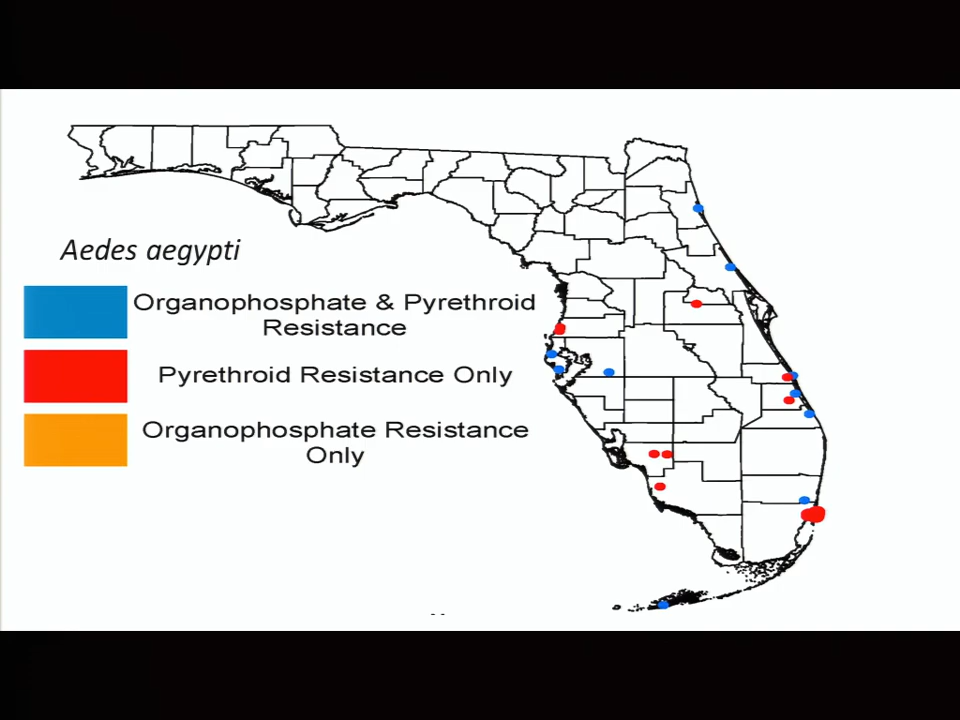 Aedes aegypti
Organophosphate & Pyrethroid
Resistance
Pyrethroid Resistance Only
Organophosphate Resistance
Only